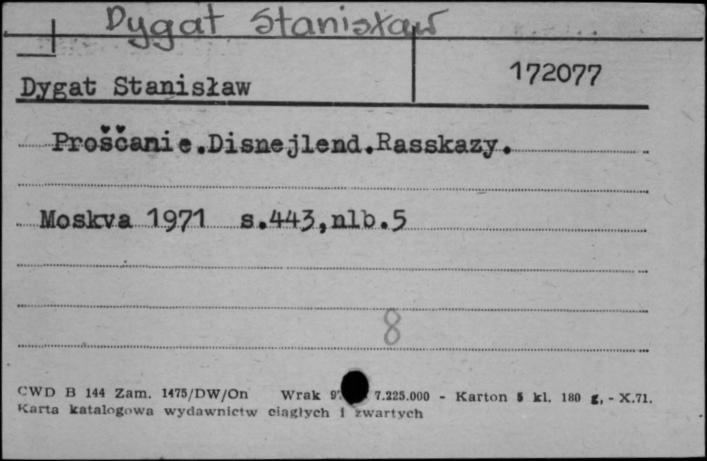 Dygat Stanisław
Dygat Stanisław 172077
Proščanie.Disnejlend.Rasskazy.
Moskva 1971 s.443,nlb.5
8
CWD B 144 Zam. 1475/DW/On Wrak 7.225.000 - Karton 5 kl. 180 g, - X.71.
Karta katalogowa wydawnictw ciągłych i zwartych